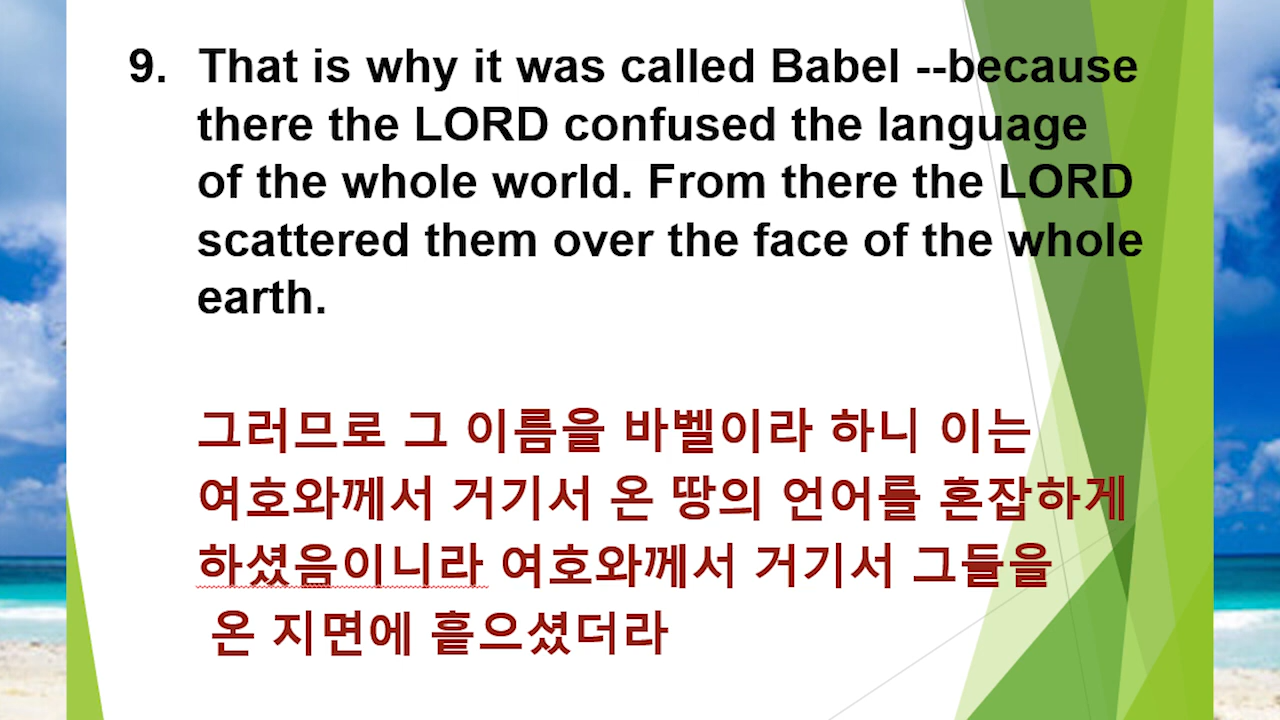 9. That is why it was called Babel --because
there the LORD confused the language
of the whole world. From there the LORD
scattered them over the face of the whole
earth.
그러므로 그 이름을 바벨이라 하니 이는
여호와께서 거기서 온 땅의 언어를 혼잡하게
하셨음이니라 여호와께서 거기서 그들을
온 지면에 흩으셨더라